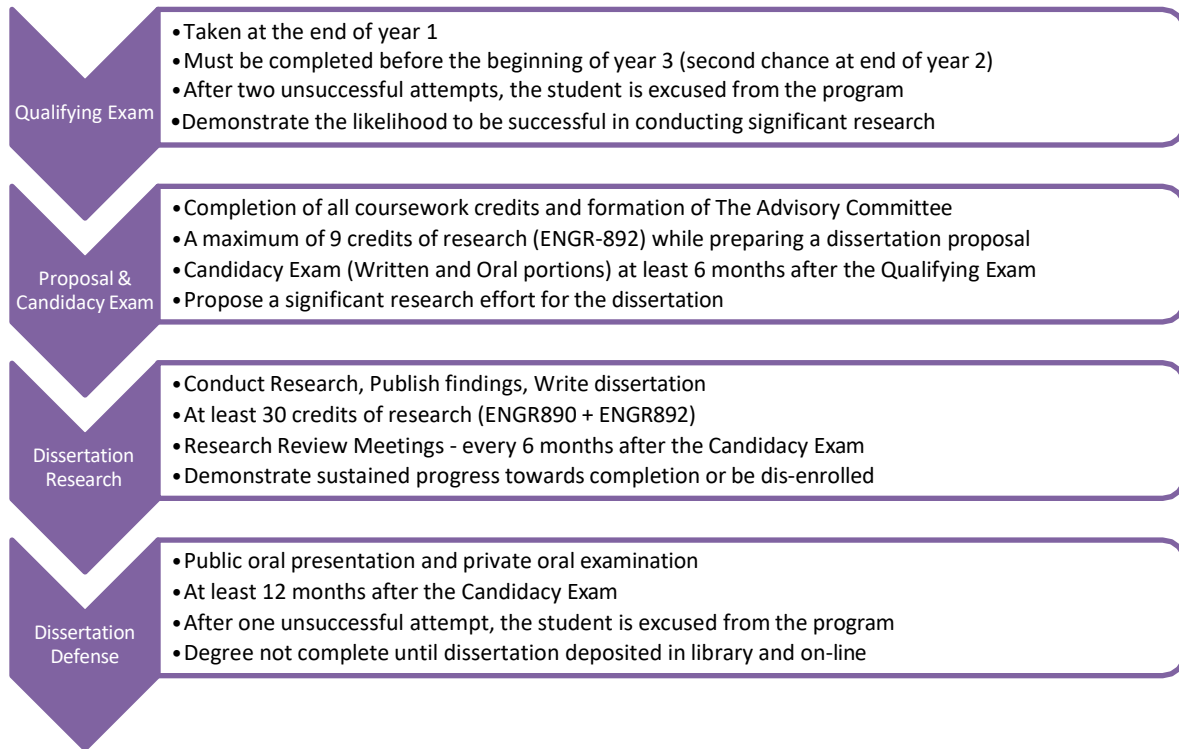 Qualifying Exam
•Taken at the end of year 1
•Must be completed before the beginning of year 3 (second chance at end of year 2)
•After two unsuccessful attempts, the student is excused from the program
•Demonstrate the likelihood to be successful in conducting significant research
Proposal &
Candidacy Exam
•Completion of all coursework credits and formation of The Advisory Committee
•A maximum of 9 credits of research (ENGR-892) while preparing a dissertation proposal
•Candidacy Exam (Written and Oral portions) at least 6 months after the Qualifying Exam
•Propose a significant research effort for the dissertation
Dissertation
Research
•Conduct Research, Publish findings, Write dissertation
•At least 30 credits of research (ENGR890 + ENGR892)
•Research Review Meetings - every 6 months after the Candidacy Exam
•Demonstrate sustained progress towards completion or be dis-enrolled
Dissertation
Defense
•Public oral presentation and private oral examination
•At least 12 months after the Candidacy Exam
•After one unsuccessful attempt, the student is excused from the program
•Degree not complete until dissertation deposited in library and on-line